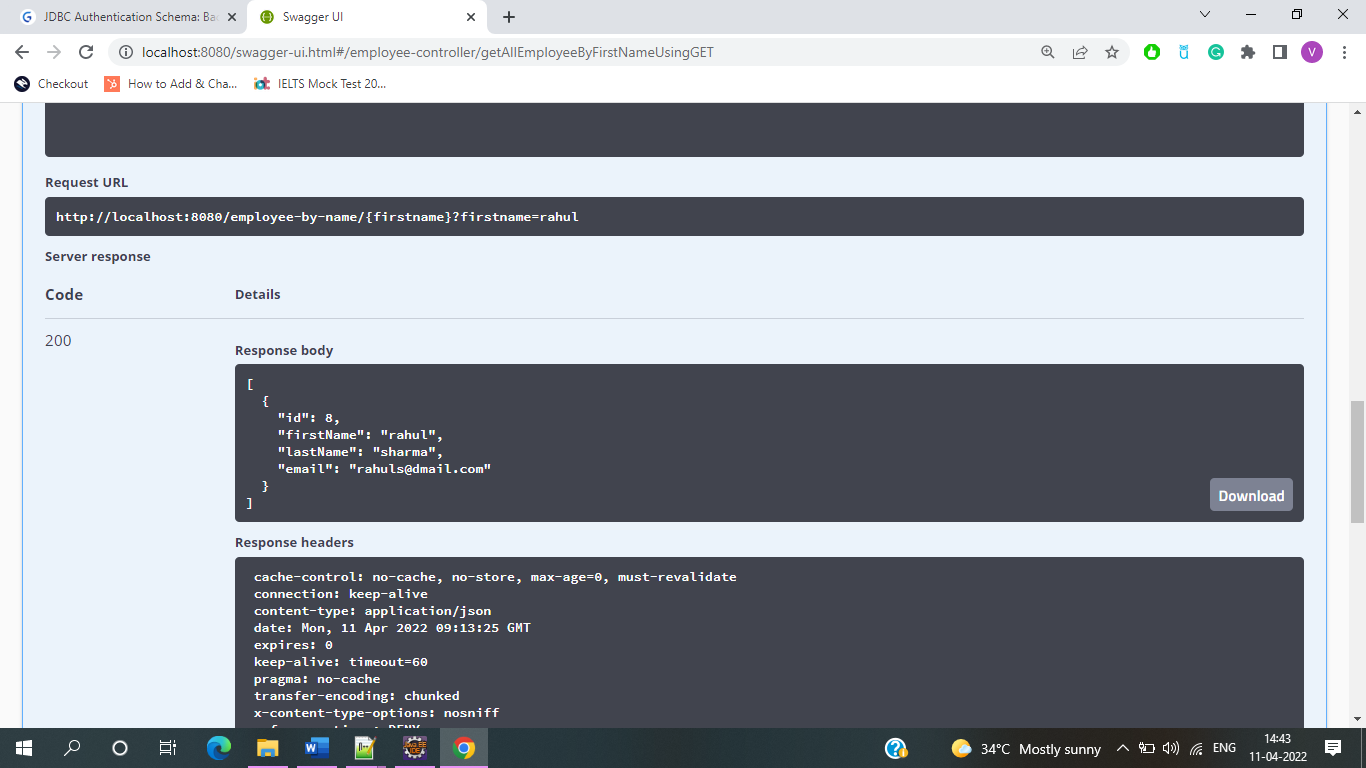 JDBC Authentication Schema: Ba
Swagger UI
localhost:8080/swagger-ui.html#/employee-controller/getAllEmployeeByFirstNameUsingGET
V
Checkout
How to Add & Cha...
IELTS Mock Test 20...
Request URL
http://localhost:8080/employee-by-name/{firstname}?firstname=rahul
Server response
Code Details
200
Response body
[
{
"id": 8,
"firstName": "rahul",
"lastName": "sharma",
"email": "rahuls@dmail.com"
}
]
Download
Response headers
cache-control: no-cache, no-store, max-age=0, must-revalidate
connection: keep-alive
content-type: application/json
date: Mon, 11 Apr 2022 09:13:25 GMT
expires: 0
keep-alive: timeout=60
pragma: no-cache
transfer-encoding: chunked
x-content-type-options: nosniff
34°C Mostly sunny
ENG
14:43
11-04-2022